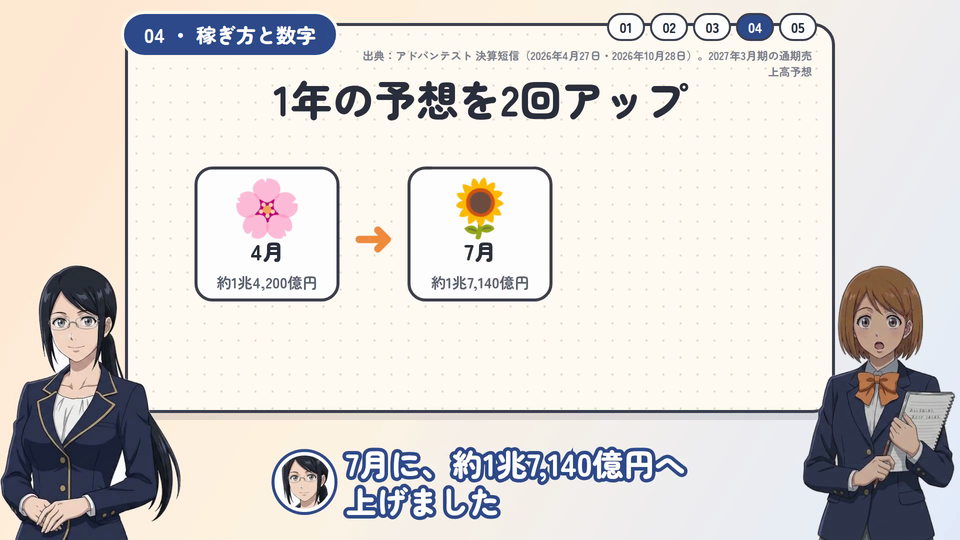 04 ・ 稼ぎ方と数字
01 02 03 04 05
出典：アドバンテスト 決算短信（2026年4月27日・2026年10月28日）。2027年3月期の通期売
上高予想
1年の予想を2回アップ
4月
約1兆4,200億円
7月
約1兆7,140億円
7月に、約1兆7,140億円へ
上げました